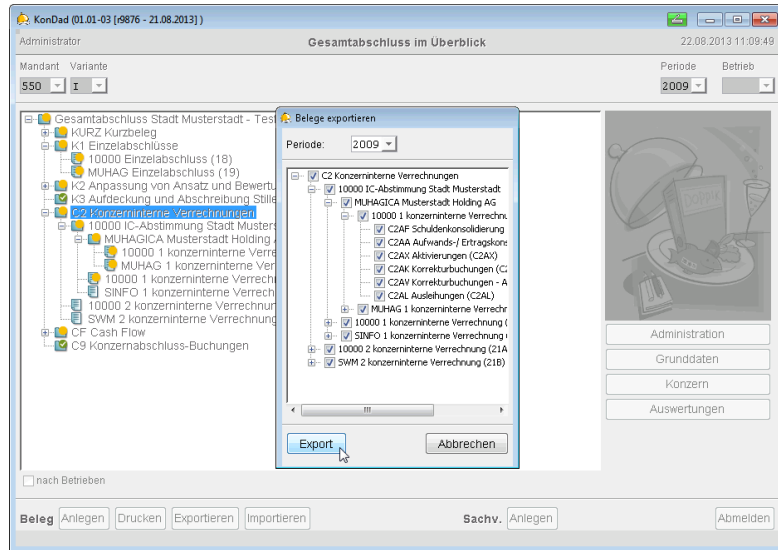 KonDad (01.01-03 [r9876 - 21.08.2013] )
Administrator
Gesamtabschluss im Überblick
22.08.2013 11:09:49
Mandant Variante
Periode Betrieb
550 I
2009
Gesamtabschluss Stadt Musterstadt - Test
KURZ Kurzbeleg
K1 Einzelabschlüsse
10000 Einzelabschluss (18)
MUHAG Einzelabschluss (19)
K2 Anpassung von Ansatz und Bewertu
K3 Aufdeckung und Abschreibung Stille
C2 Konzerninterne Verrechnungen
10000 IC-Abstimmung Stadt Musters
MUHAGICA Musterstadt Holding A
10000 1 konzerninterne Verre
MUHAG 1 konzerninterne Ver
10000 1 konzerninterne Verrech
SINFO 1 konzerninterne Verrech
10000 2 konzerninterne Verrechnun
SWM 2 konzerninterne Verrechnung
CF Cash Flow
C9 Konzernabschluss-Buchungen
Belege exportieren
Periode: 2009
C2 Konzerninterne Verrechnungen
10000 IC-Abstimmung Stadt Musterstadt
MUHAGICA Musterstadt Holding AG
10000 1 konzerninterne Verrechnu
C2AF Schuldenkonsolidierung
C2AA Aufwands-/ Ertragskons
C2AX Aktivierungen (C2AX)
C2AK Korrekturbuchungen (C2
C2AV Korrekturbuchungen - A
C2AL Ausleihungen (C2AL)
MUHAG 1 konzerninterne Verrech
10000 1 konzerninterne Verrechnung (
SINFO 1 konzerninterne Verrechnung
10000 2 konzerninterne Verrechnung (21A
SWM 2 konzerninterne Verrechnung (21B)
Export Abbrechen
DOPPIK
Administration
Grunddaten
Konzern
Auswertungen
nach Betrieben
Beleg Anlegen Drucken Exportieren Importieren Sachv. Anlegen Abmelden